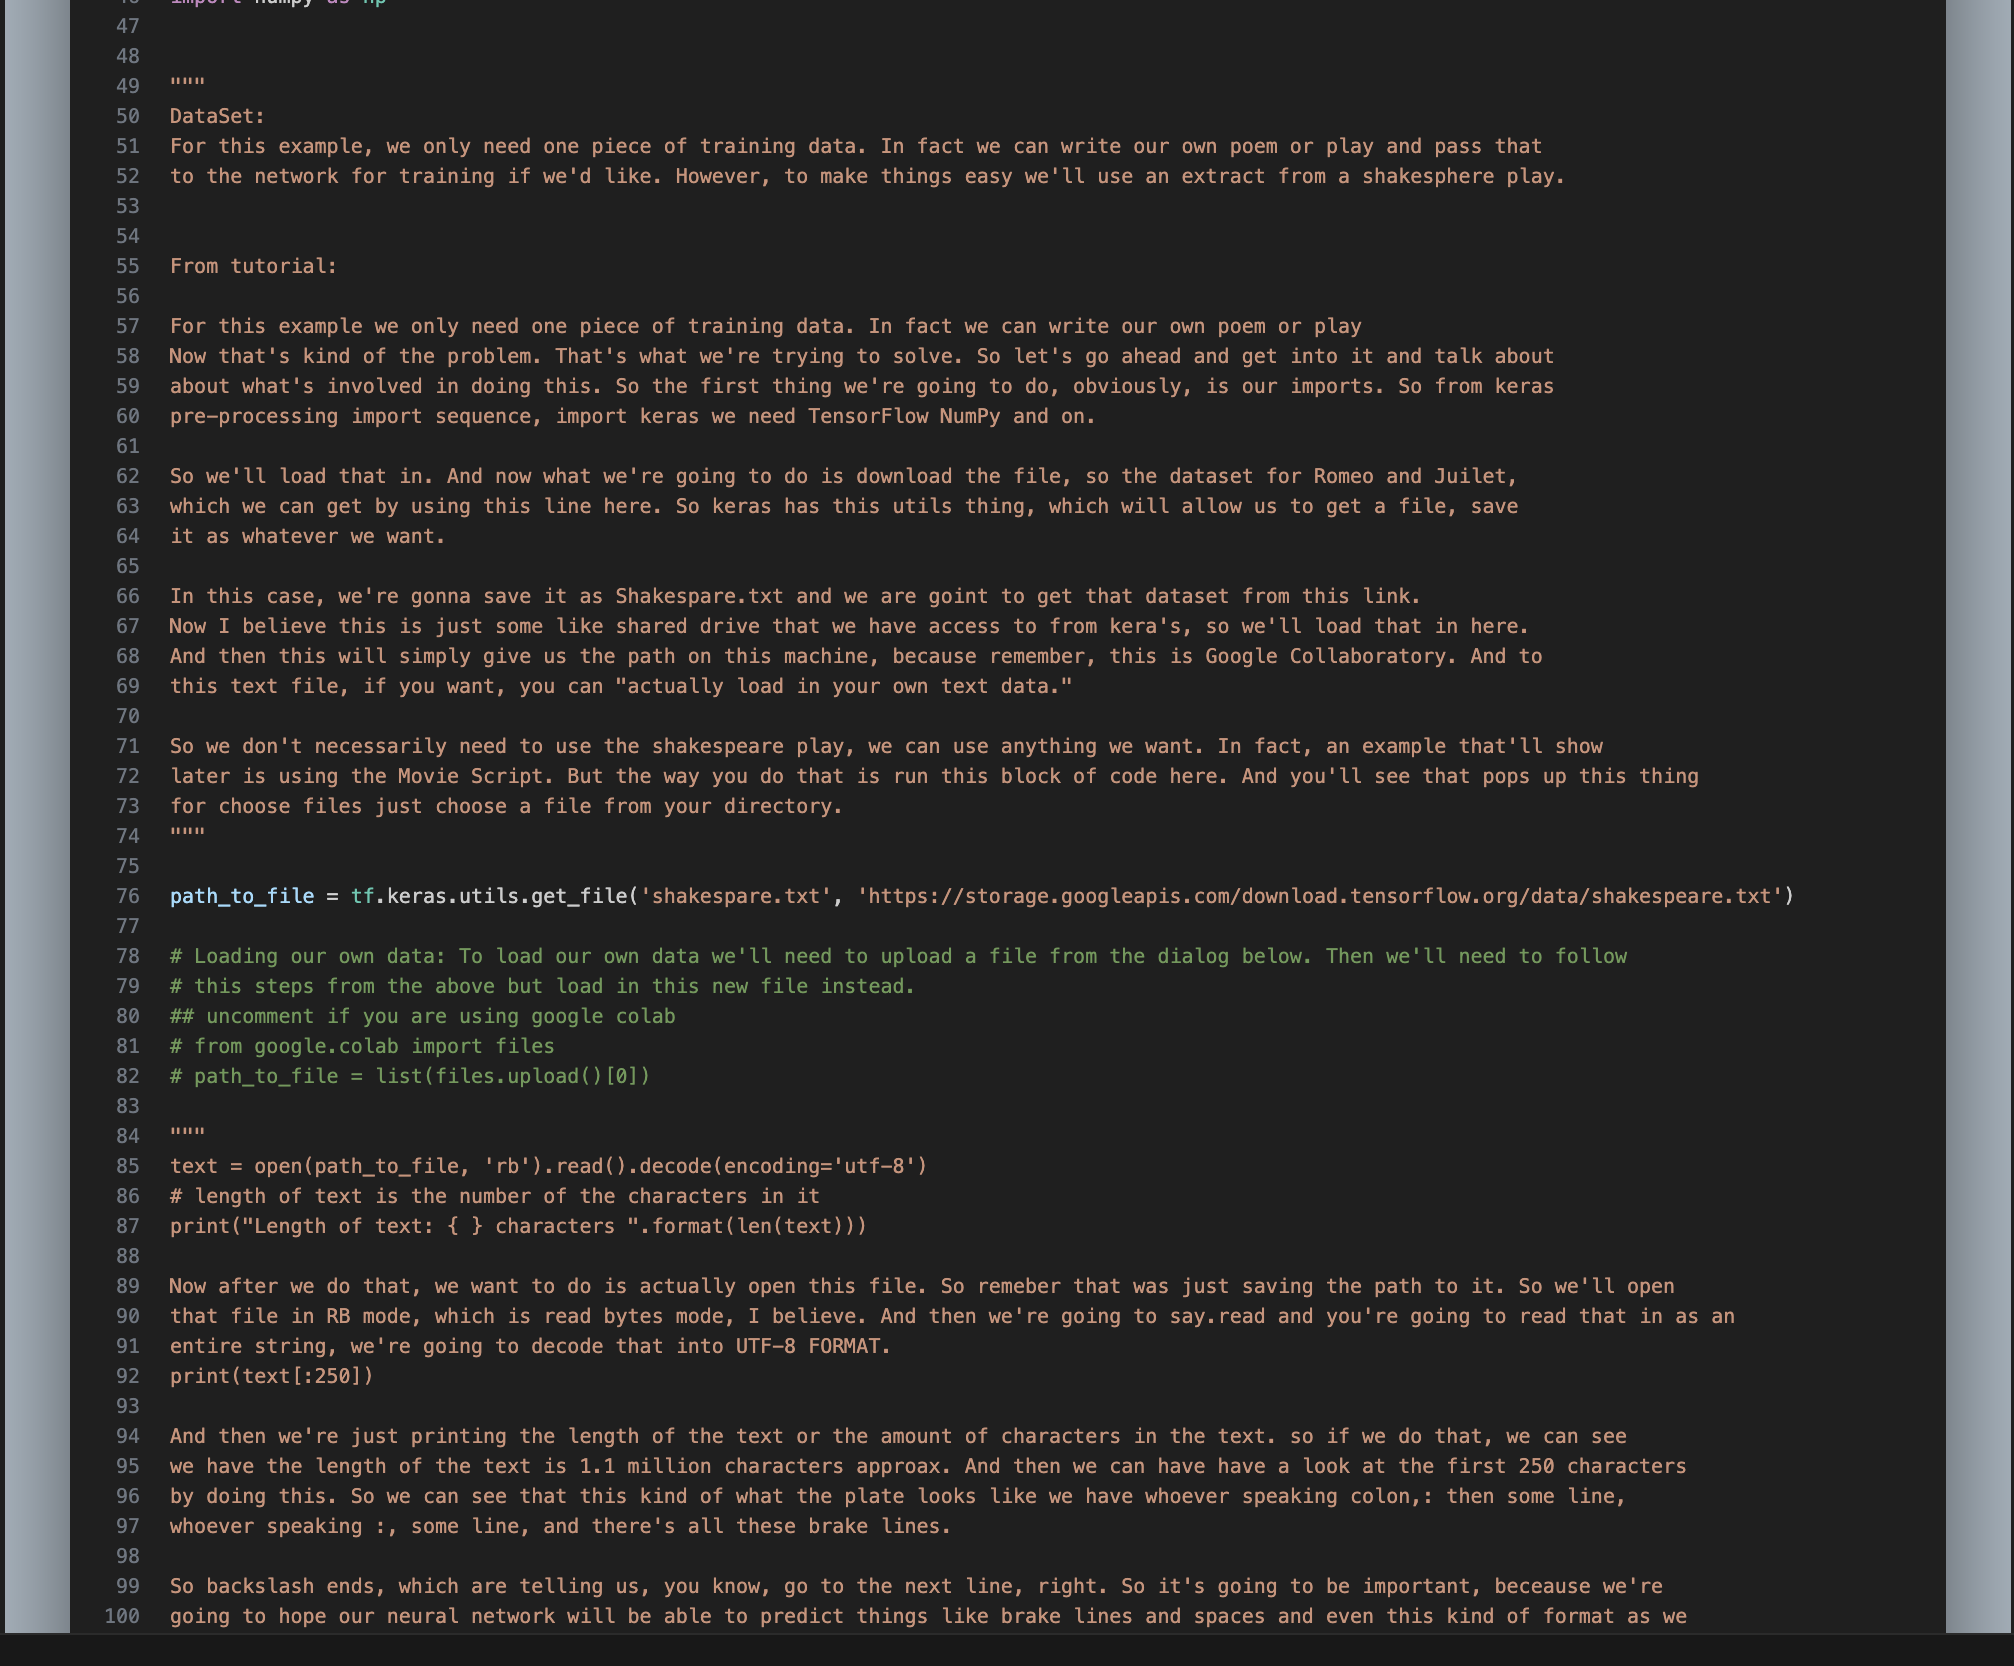 46 import numpy as np
47
48
49 """
50 DataSet:
51 For this example, we only need one piece of training data. In fact we can write our own poem or play and pass that
52 to the network for training if we'd like. However, to make things easy we'll use an extract from a shakesphere play.
53
54
55 From tutorial:
56
57 For this example we only need one piece of training data. In fact we can write our own poem or play
58 Now that's kind of the problem. That's what we're trying to solve. So let's go ahead and get into it and talk about
59 about what's involved in doing this. So the first thing we're going to do, obviously, is our imports. So from keras
60 pre-processing import sequence, import keras we need TensorFlow NumPy and on.
61
62 So we'll load that in. And now what we're going to do is download the file, so the dataset for Romeo and Juilet,
63 which we can get by using this line here. So keras has this utils thing, which will allow us to get a file, save
64 it as whatever we want.
65
66 In this case, we're gonna save it as Shakespare.txt and we are goint to get that dataset from this link.
67 Now I believe this is just some like shared drive that we have access to from kera's, so we'll load that in here.
68 And then this will simply give us the path on this machine, because remember, this is Google Collaboratory. And to
69 this text file, if you want, you can "actually load in your own text data."
70
71 So we don't necessarily need to use the shakespeare play, we can use anything we want. In fact, an example that'll show
72 later is using the Movie Script. But the way you do that is run this block of code here. And you'll see that pops up this thing
73 for choose files just choose a file from your directory.
74 """
75
76 path_to_file = tf.keras.utils.get_file('shakespare.txt', 'https://storage.googleapis.com/download.tensorflow.org/data/shakespeare.txt')
77
78 # Loading our own data: To load our own data we'll need to upload a file from the dialog below. Then we'll need to follow
79 # this steps from the above but load in this new file instead.
80 ## uncomment if you are using google colab
81 # from google.colab import files
82 # path_to_file = list(files.upload()[0])
83
84 """
85 text = open(path_to_file, 'rb').read().decode(encoding='utf-8')
86 # length of text is the number of the characters in it
87 print("Length of text: { } characters ".format(len(text)))
88
89 Now after we do that, we want to do is actually open this file. So remeber that was just saving the path to it. So we'll open
90 that file in RB mode, which is read bytes mode, I believe. And then we're going to say.read and you're going to read that in as an
91 entire string, we're going to decode that into UTF-8 FORMAT.
92 print(text[:250])
93
94 And then we're just printing the length of the text or the amount of characters in the text. so if we do that, we can see
95 we have the length of the text is 1.1 million characters approax. And then we can have have a look at the first 250 characters
96 by doing this. So we can see that this kind of what the plate looks like we have whoever speaking colon,: then some line,
97 whoever speaking :, some line, and there's all these brake lines.
98
99 So backslash ends, which are telling us, you know, go to the next line, right. So it's going to be important, beceause we're
100 going to hope our neural network will be able to predict things like brake lines and spaces and even this kind of format as we